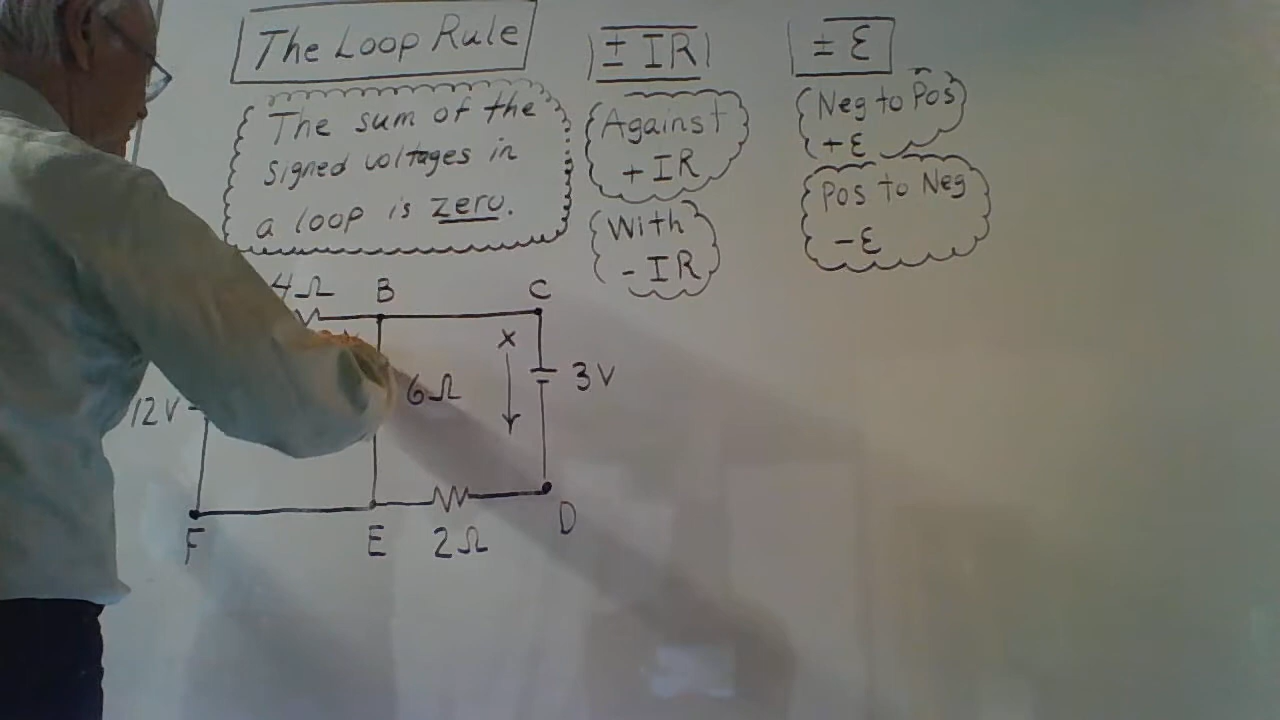 The Loop Rule
± IR
± Ɛ
The sum of the
signed voltages in
a loop is zero.
Against
+ IR
With
- IR
Neg to Pos
+ Ɛ
Pos to Neg
- Ɛ
4Ω
B
C
X
3V
6Ω
12V
F
E
2Ω
D